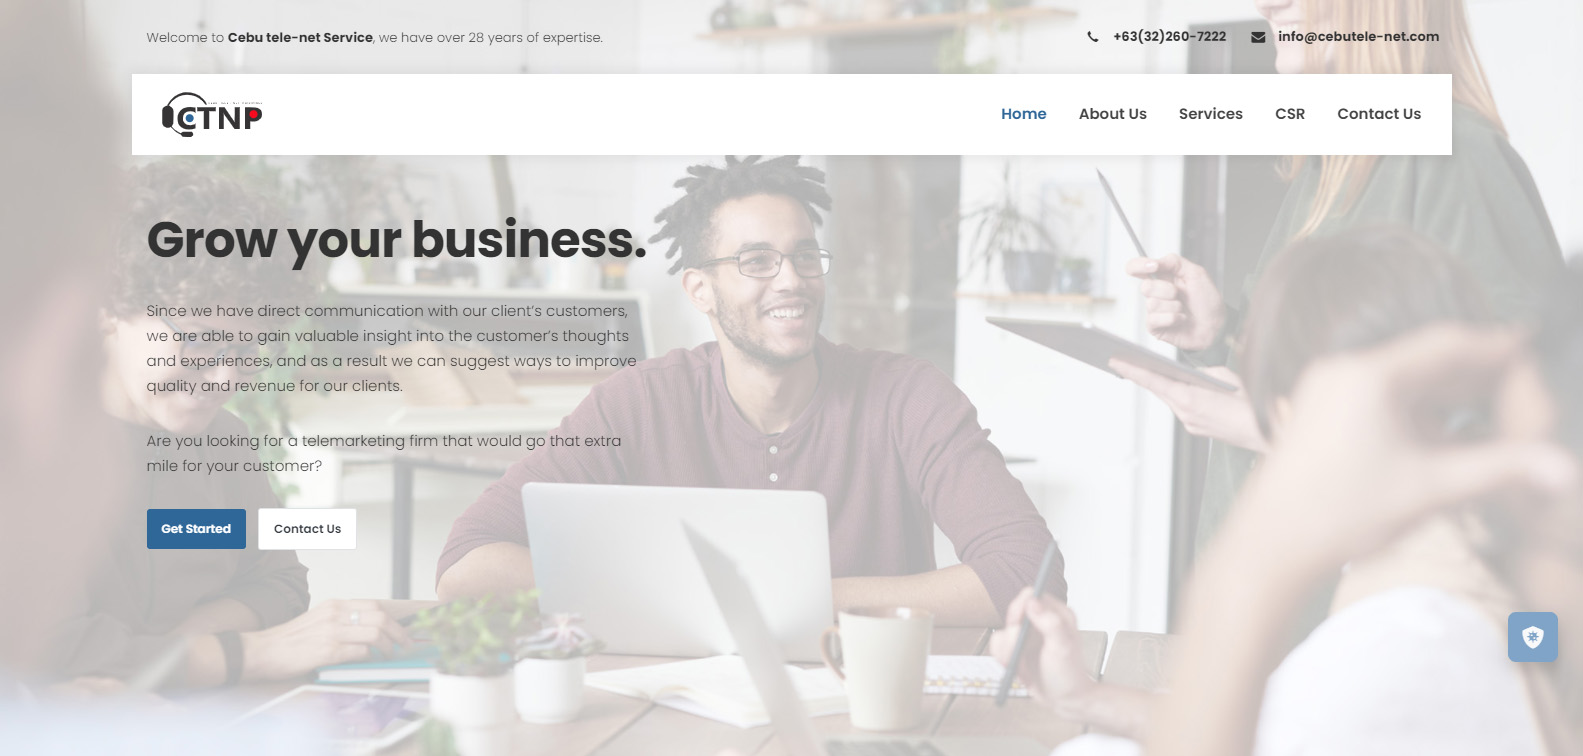 Welcome to Cebu tele-net Service, we have over 28 years of expertise.
+63(32)260-7222
info@cebutele-net.com
CTNP
Home
About Us
Services
CSR
Contact Us
Grow your business.
Since we have direct communication with our client's customers,
we are able to gain valuable insight into the customer's thoughts
and experiences, and as a result we can suggest ways to improve
quality and revenue for our clients.
Are you looking for a telemarketing firm that would go that extra
mile for your customer?
Get Started
Contact Us